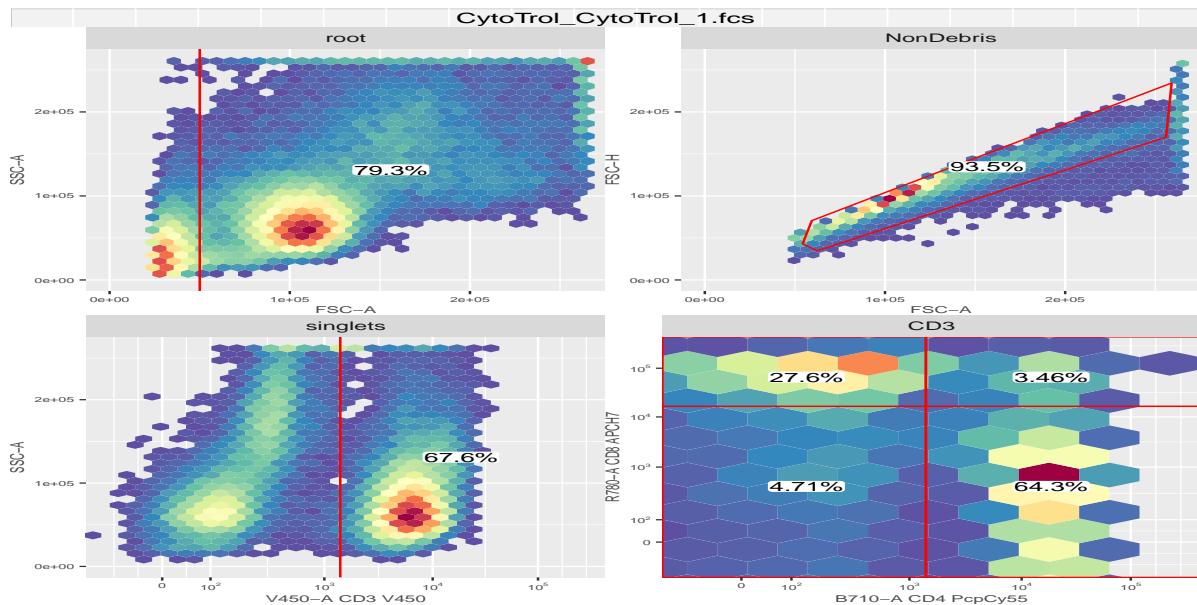 CytoTrol_CytoTrol_1.fcs
root
NonDebris
SSC−A
2e+05
1e+05
0e+00
79.3%
0e+00
1e+05
2e+05
FSC−A
FSC−H
2e+05
1e+05
0e+00
93.5%
0e+00
1e+05
2e+05
FSC−A
singlets
CD3
SSC−A
2e+05
1e+05
0e+00
67.6%
0
10²
10³
10⁴
V450−A CD3 V450
R780−A CD8 APCH7
10⁵
10⁴
10³
10²
0
27.6%
3.46%
4.71%
64.3%
0
10²
10³
10⁴
10⁵
B710−A CD4 PcpCy55